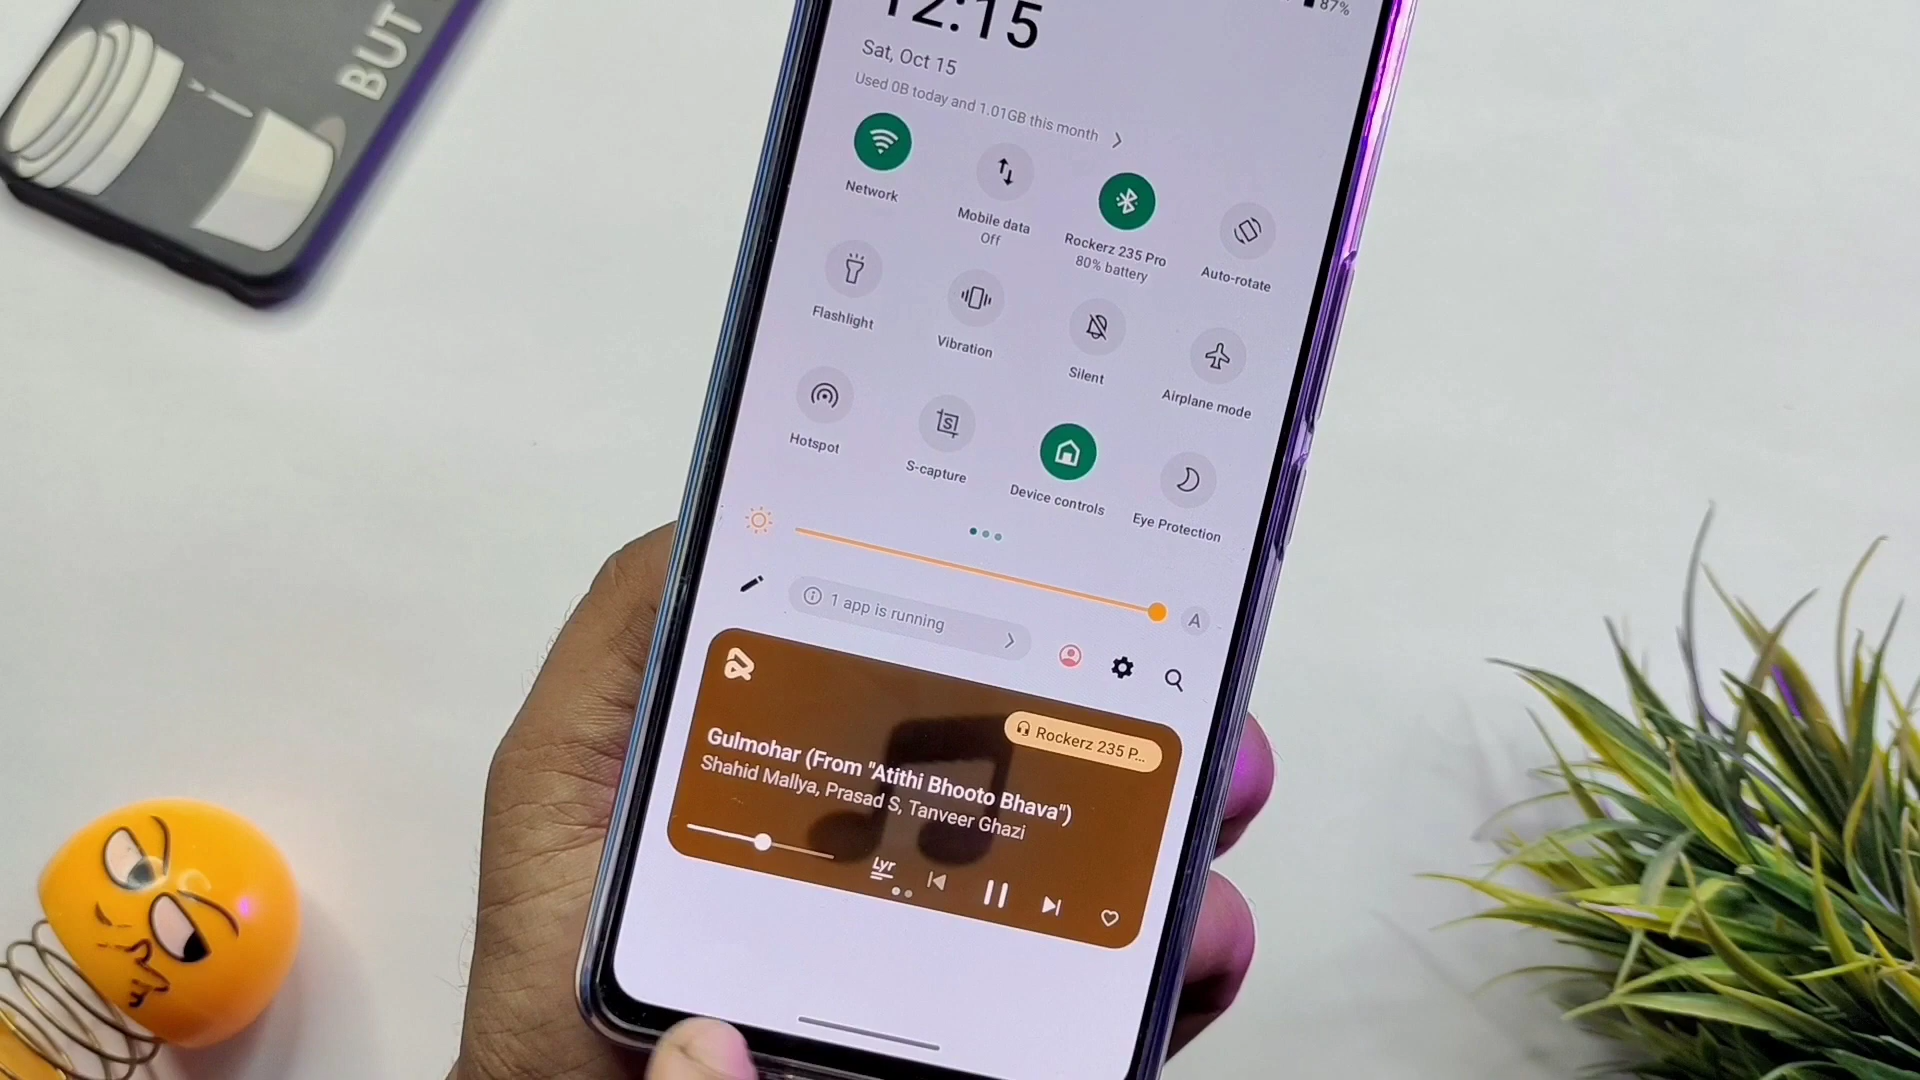 BUT
87%
12:15
Sat, Oct 15
Used 0B today and 1.01GB this month
Network
Mobile data
Off
Rockerz 235 Pro
80% battery
Auto-rotate
Flashlight
Vibration
Silent
Airplane mode
Hotspot
S
S-capture
Device controls
Eye Protection
A
1 app is running
Rockerz 235 P...
Gulmohar (From "Atithi Bhooto Bhava")
Shahid Mallya, Prasad S, Tanveer Ghazi
Lyr